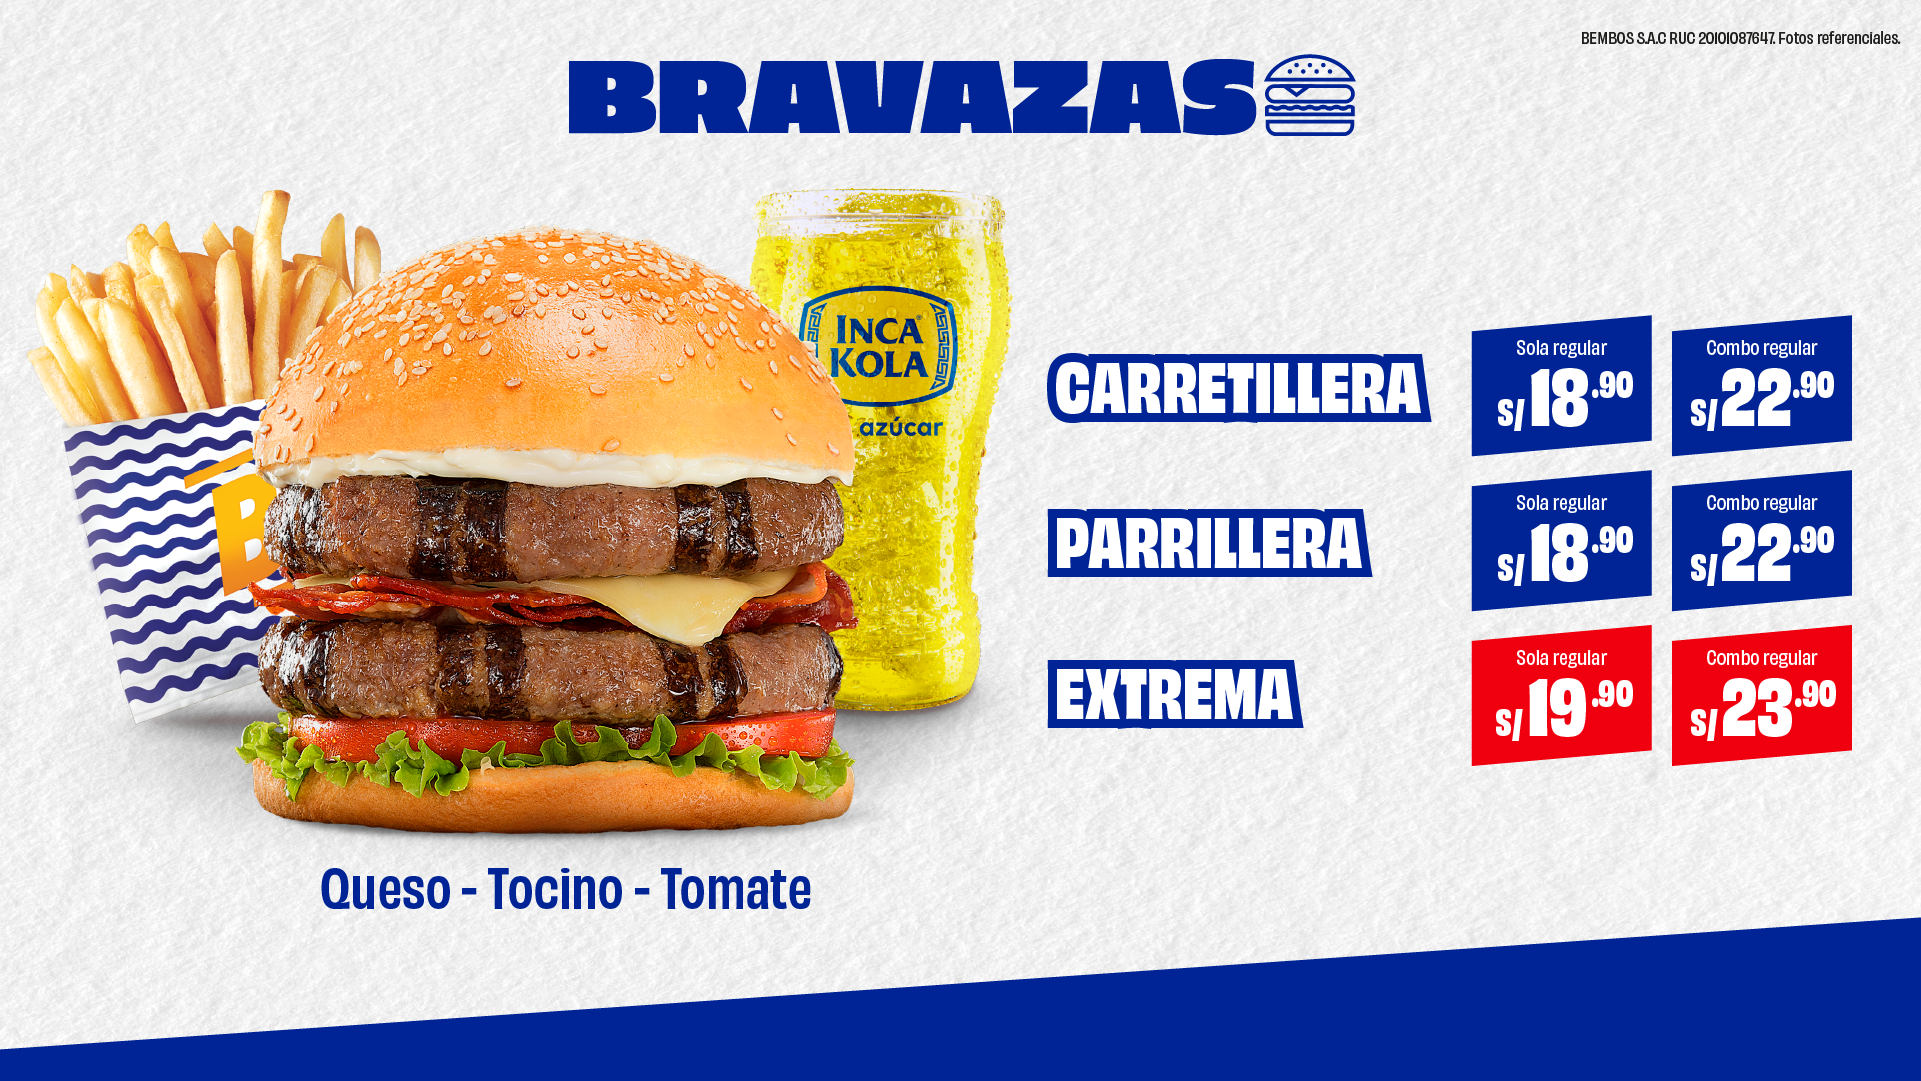 BEMBOS S.A.C RUC 20101087647. Fotos referenciales.
BRAVAZAS
INCA
KOLA
azúcar
B
CARRETILLERA
Sola regular
S/18.90
Combo regular
S/22.90
PARRILLERA
Sola regular
S/18.90
Combo regular
S/22.90
EXTREMA
Sola regular
S/19.90
Combo regular
S/23.90
Queso - Tocino - Tomate